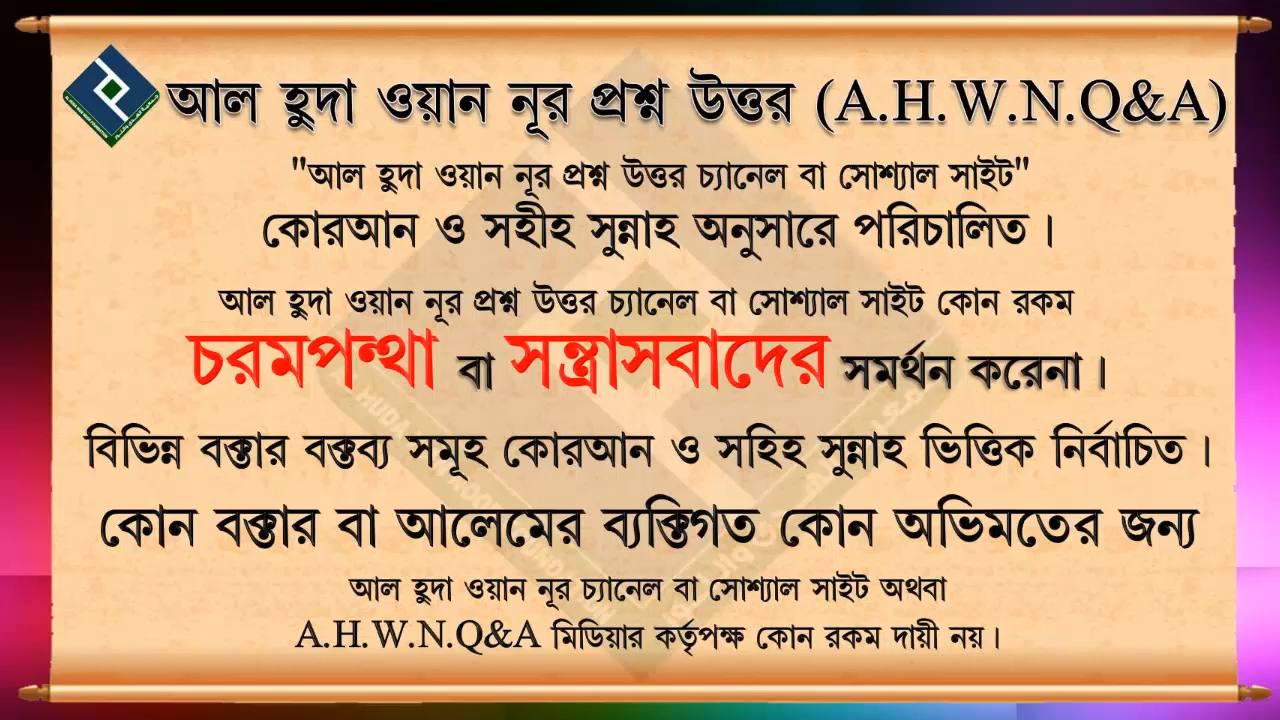 আল হুদা ওয়ান নূর প্রশ্ন উত্তর (A.H.W.N.Q&A)
"আল হুদা ওয়ান নূর প্রশ্ন উত্তর চ্যানেল বা সোশ্যাল সাইট"
কোরআন ও সহীহ সুন্নাহ অনুসারে পরিচালিত।
আল হুদা ওয়ান নূর প্রশ্ন উত্তর চ্যানেল বা সোশ্যাল সাইট কোন রকম
চরমপন্থা বা সন্ত্রাসবাদের সমর্থন করেনা।
বিভিন্ন বক্তার বক্তব্য সমূহ কোরআন ও সহিহ সুন্নাহ ভিত্তিক নির্বাচিত।
কোন বক্তার বা আলেমের ব্যক্তিগত কোন অভিমতের জন্য
আল হুদা ওয়ান নূর চ্যানেল বা সোশ্যাল সাইট অথবা
A.H.W.N.Q&A মিডিয়ার কর্তৃপক্ষ কোন রকম দায়ী নয়।